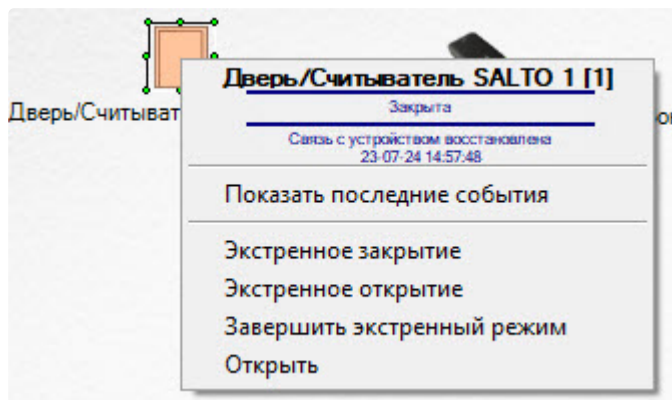 Дверь/Считыватель SALTO 1 [1]
Дверь/Считыват
Закрыта
Связь с устройством восстановлена
23-07-24 14:57:48
Показать последние события
Экстренное закрытие
Экстренное открытие
Завершить экстренный режим
Открыть